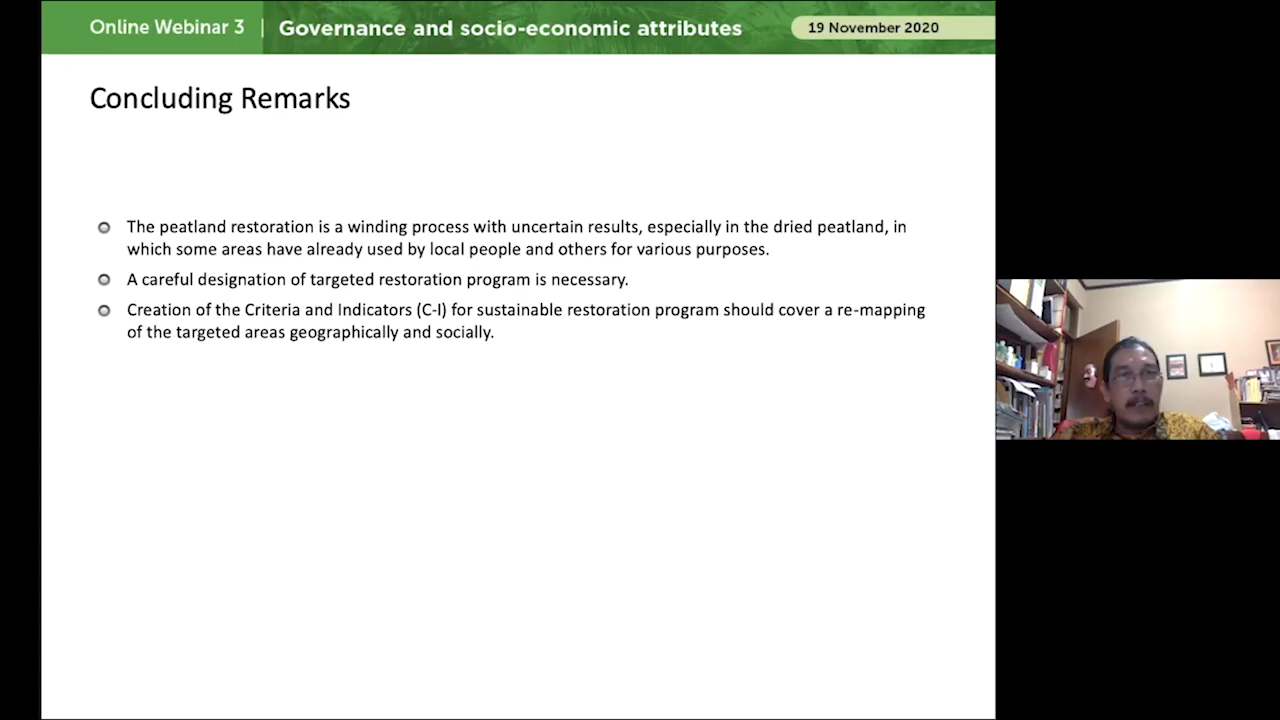 Online Webinar 3 | Governance and socio-economic attributes
19 November 2020
Concluding Remarks
The peatland restoration is a winding process with uncertain results, especially in the dried peatland, in
which some areas have already used by local people and others for various purposes.
A careful designation of targeted restoration program is necessary.
Creation of the Criteria and Indicators (C-I) for sustainable restoration program should cover a re-mapping
of the targeted areas geographically and socially.